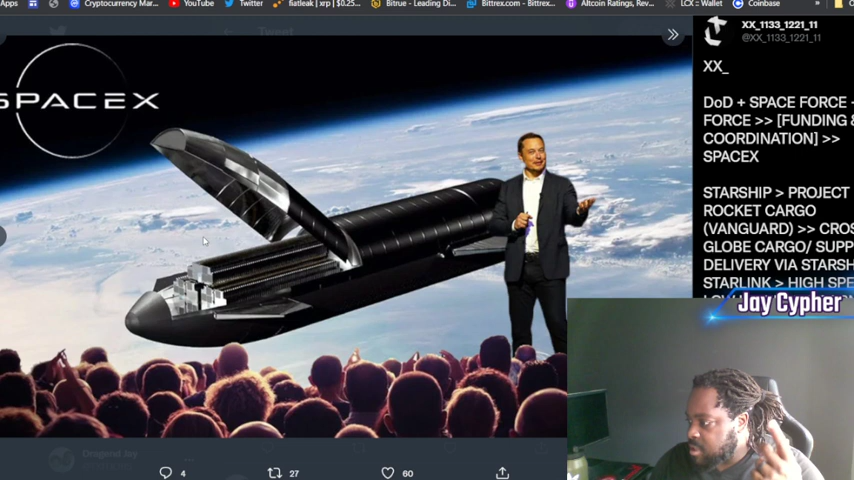 Apps
Cryptocurrency Mar...
YouTube
Twitter
fiatleak | xrp | $0.25...
Bitrue - Leading Di...
Bittrex.com - Bittrex...
Altcoin Ratings, Rev...
LCX :: Wallet
Coinbase
»
Tweet
SPACEX
XX_1133_1221_11
@XX_1133_1221_11
XX_
DoD + SPACE FORCE +
FORCE >> [FUNDING &
COORDINATION] >>
SPACEX
STARSHIP > PROJECT
ROCKET CARGO
(VANGUARD) >> CROS
GLOBE CARGO/ SUPP
DELIVERY VIA STARSH
STARLINK > HIGH SPE
Jay Cypher
4
27
60